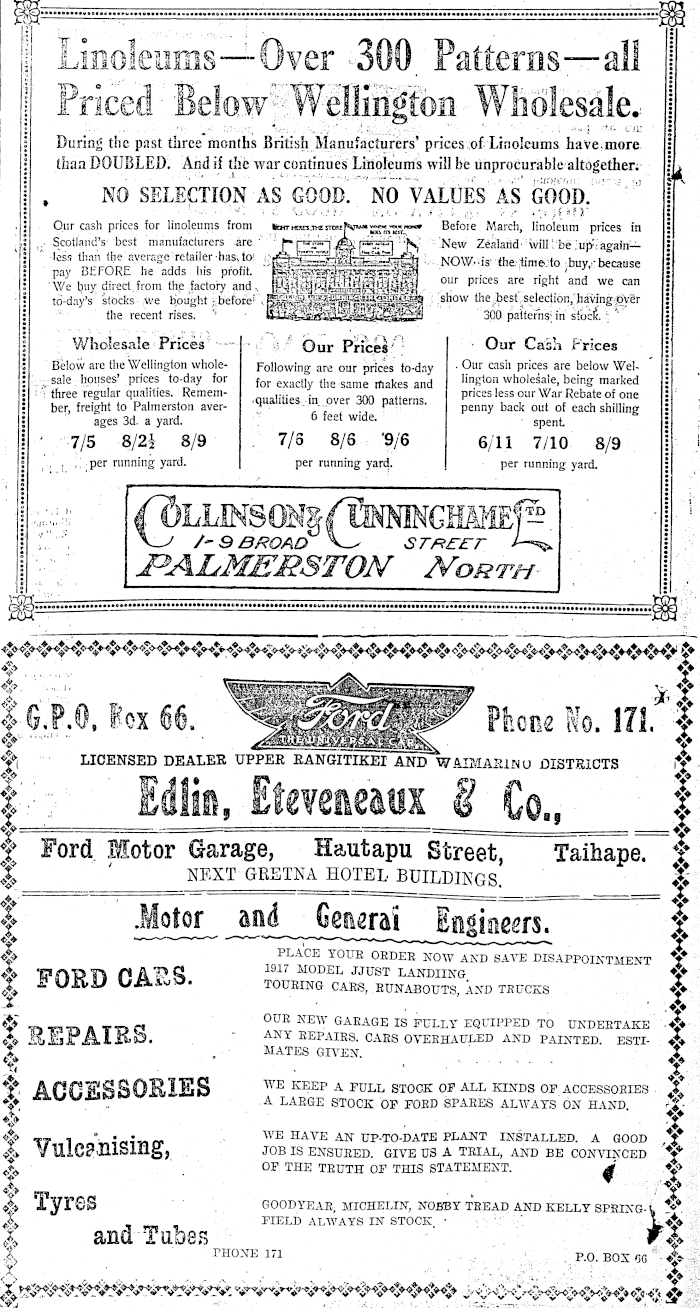 Linoleums—Over 300 Patterns—all
Priced Below Wellington Wholesale.
During the past three months British Manufacturers' prices of Linoleums have more
than DOUBLED. And if the war continues Linoleums will be unprocurable altogether.
NO SELECTION AS GOOD. NO VALUES AS GOOD.
Our cash prices for linoleums from
Scotland's best manufacturers are
less than the average retailer has to
pay BEFORE he adds his profit.
We buy direct from the factory and
to-day's stocks we bought before
the recent rises.
RIGHT HERE'S THE STORE TO TRADE WHERE YOUR MONEY
DOES ITS BEST.
Before March, linoleum prices in
New Zealand will be up again—
NOW is the time to buy, because
our prices are right and we can
show the best selection, having over
300 patterns in stock.
Wholesale Prices
Below are the Wellington whole-
sale houses' prices to-day for
three regular qualities. Remem-
ber, freight to Palmerston aver-
ages 3d. a yard.
7/5 8/2½ 8/9
per running yard.
Our Prices
Following are our prices to-day
for exactly the same makes and
qualities in over 300 patterns.
6 feet wide.
7/6 8/6 9/6
per running yard.
Our Cash Prices
Our cash prices are below Wel-
lington wholesale, being marked
prices less our War Rebate of one
penny back out of each shilling
spent.
6/11 7/10 8/9
per running yard.
COLLINSON & CUNNINGHAME LTD
1-9 BROAD STREET
PALMERSTON NORTH
G.P.O. Box 66.
Ford
THE UNIVERSAL CAR
Phone No. 171.
LICENSED DEALER UPPER RANGITIKEI AND WAIMARINO DISTRICTS
Edlin, Eteveneaux & Co.,
Ford Motor Garage, Hautapu Street, Taihape.
NEXT GRETNA HOTEL BUILDINGS.
Motor and General Engineers.
FORD CARS.
PLACE YOUR ORDER NOW AND SAVE DISAPPOINTMENT
1917 MODEL JJUST LANDIING
TOURING CARS, RUNABOUTS, AND TRUCKS
REPAIRS.
OUR NEW GARAGE IS FULLY EQUIPPED TO UNDERTAKE
ANY REPAIRS. CARS OVERHAULED AND PAINTED. ESTI-
MATES GIVEN.
ACCESSORIES
WE KEEP A FULL STOCK OF ALL KINDS OF ACCESSORIES
A LARGE STOCK OF FORD SPARES ALWAYS ON HAND.
Vulcanising,
WE HAVE AN UP-TO-DATE PLANT INSTALLED. A GOOD
JOB IS ENSURED. GIVE US A TRIAL, AND BE CONVINCED
OF THE TRUTH OF THIS STATEMENT.
Tyres
and Tubes
GOODYEAR, MICHELIN, NOBBY TREAD AND KELLY SPRING-
FIELD ALWAYS IN STOCK.
PHONE 171
P.O. BOX 66